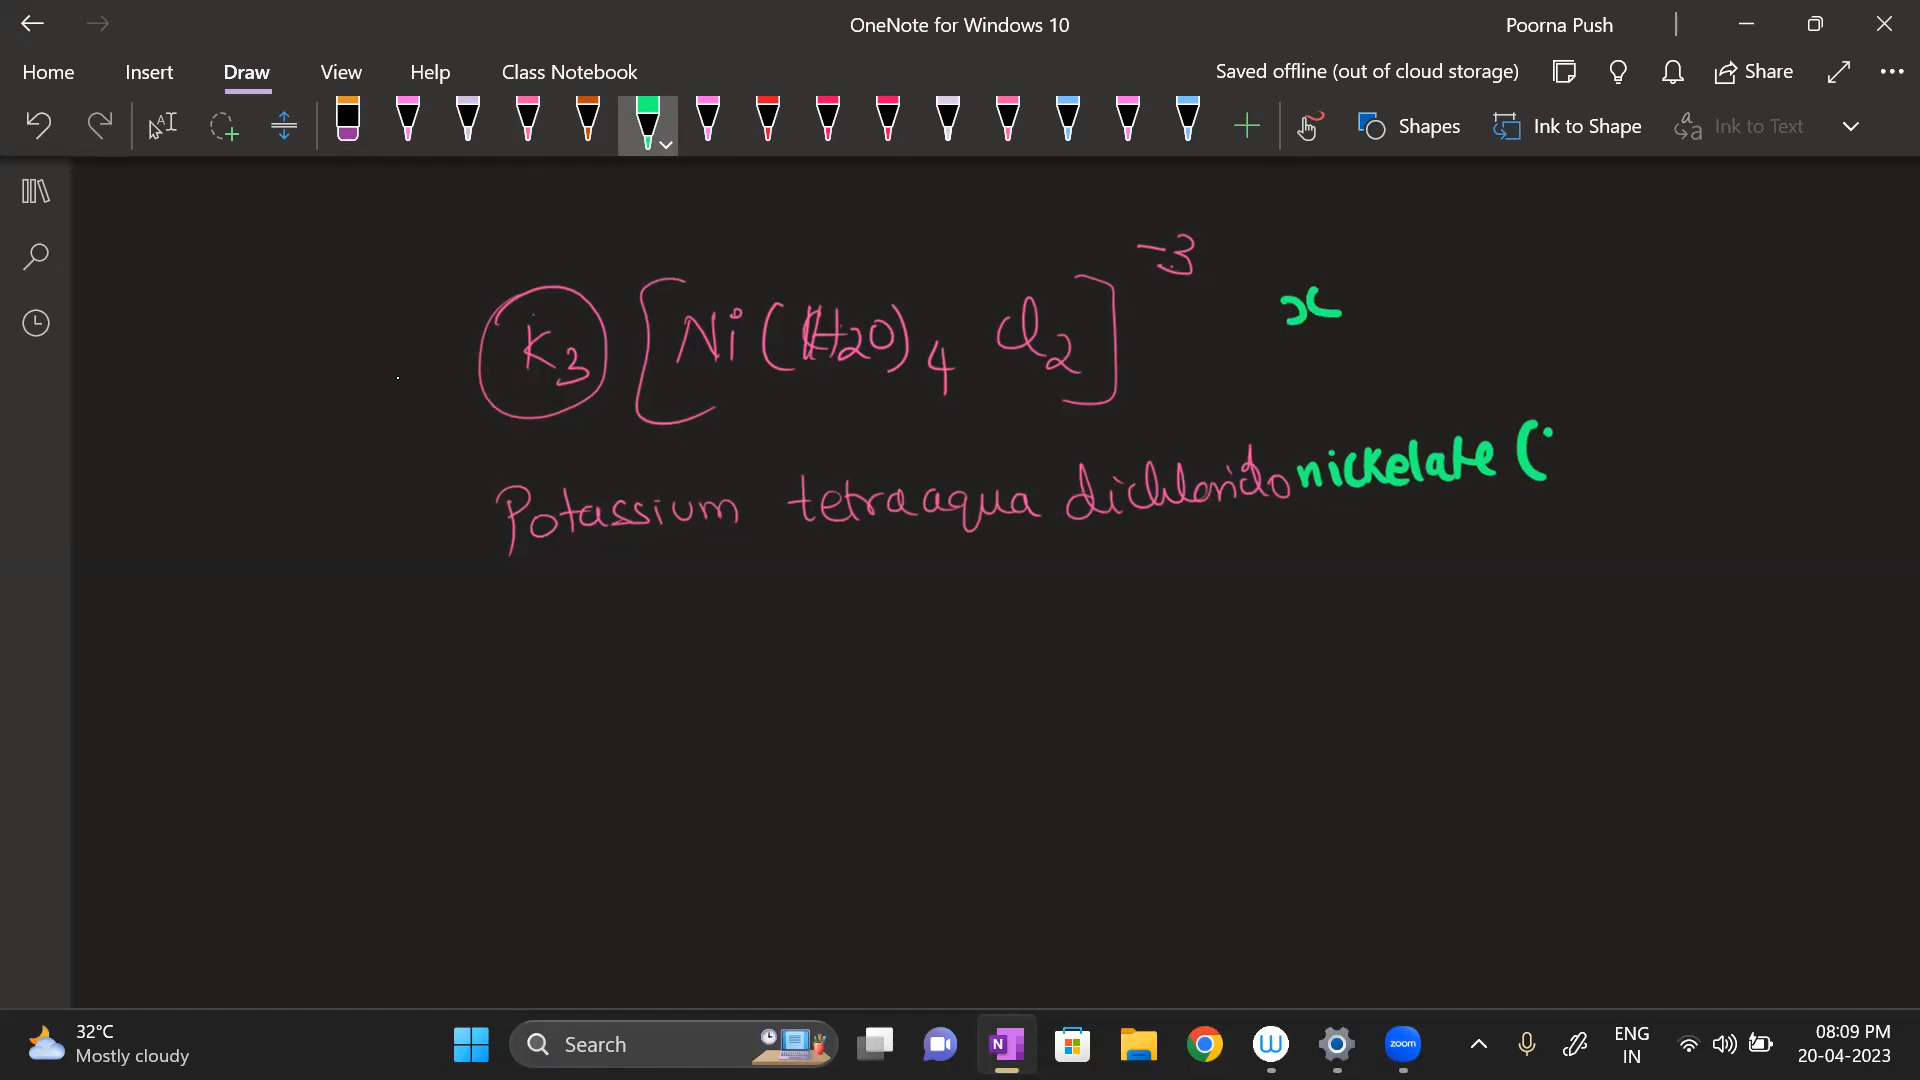 OneNote for Windows 10
Poorna Push
Home Insert Draw View Help Class Notebook
Saved offline (out of cloud storage)
Share
Shapes
Ink to Shape
Ink to Text
K3 [Ni(H2O)4 Cl2]-3
x
Potassium tetraaqua dichlorido nickelate (
32°C
Mostly cloudy
Search
zoom
ENG
IN
08:09 PM
20-04-2023